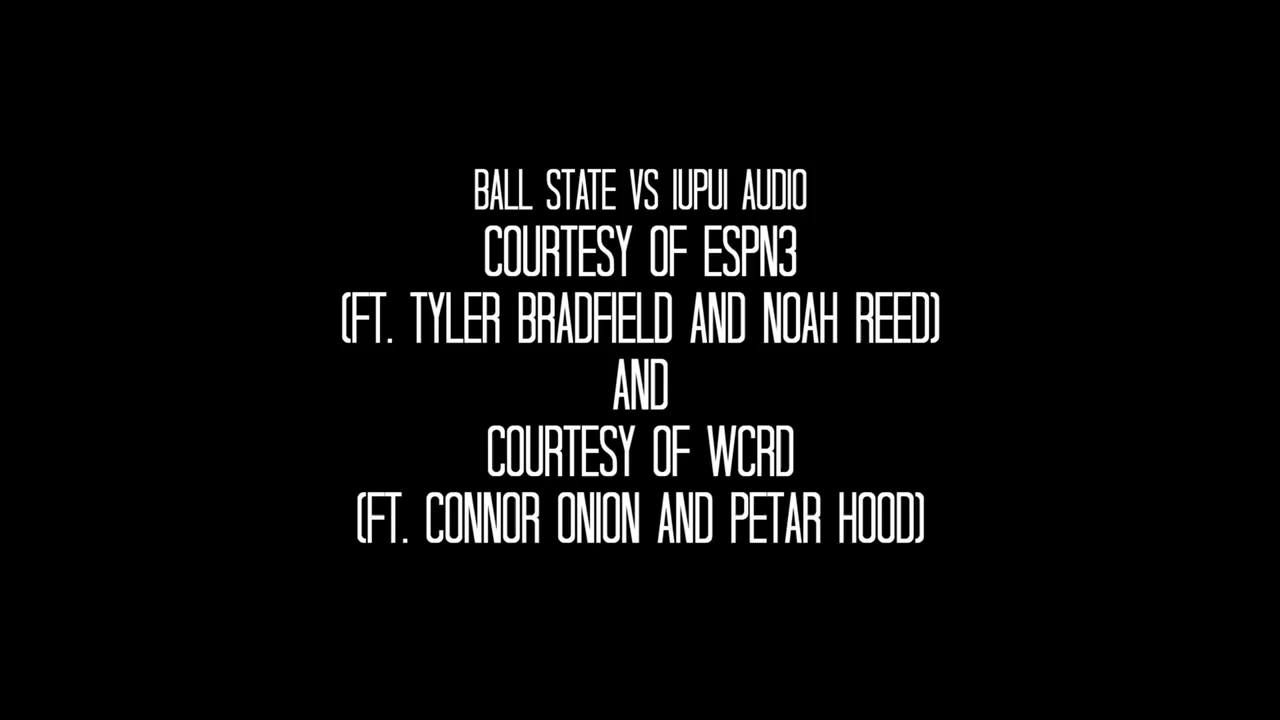 BALL STATE VS IUPUI AUDIO
COURTESY OF ESPN3
(FT. TYLER BRADFIELD AND NOAH REED)
AND
COURTESY OF WCRD
(FT. CONNOR ONION AND PETAR HOOD)